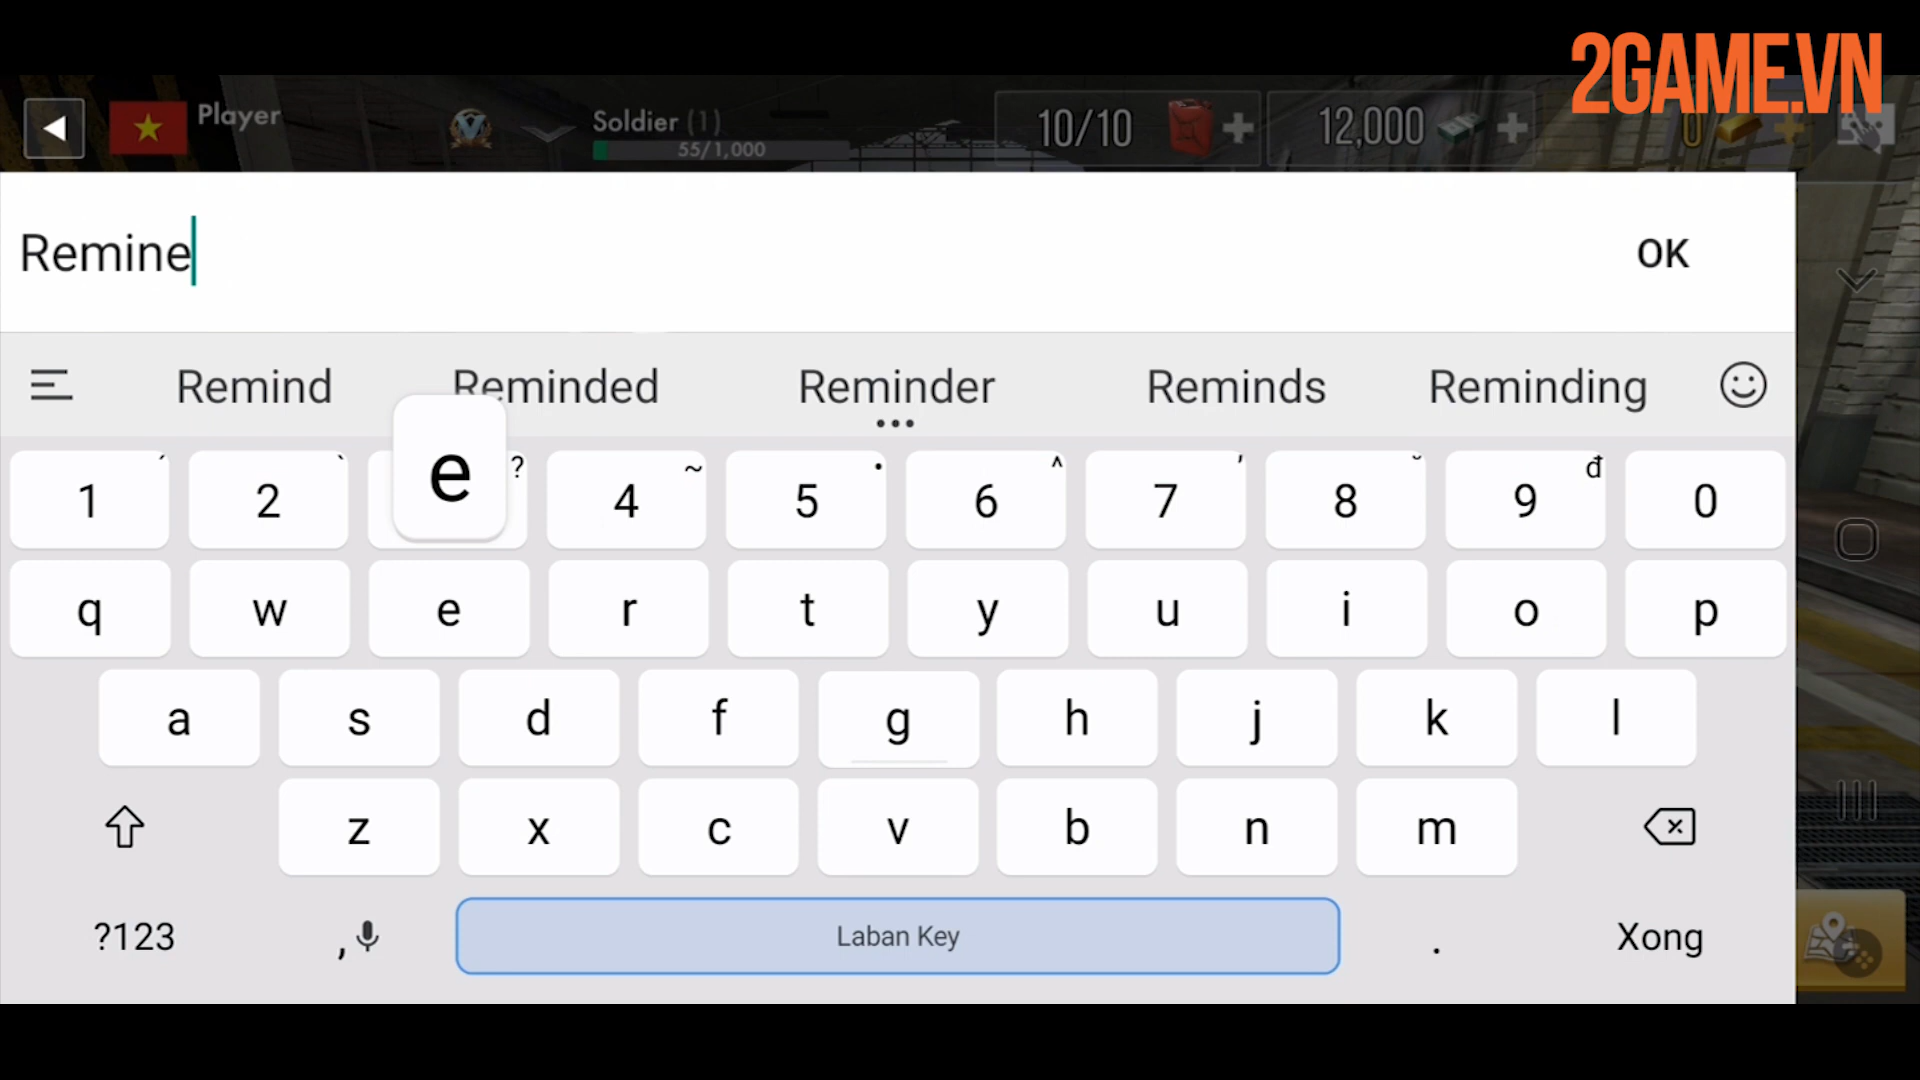 2GAME.VN
Player
Soldier (1)
55/1,000
10/10
12,000
0
Remine
OK
Remind Reminded Reminder Reminds Reminding
e
1 ´ 2 ` ? 4 ~ 5 . 6 ^ 7 ' 8 ˘ 9 đ 0
q w e r t y u i o p
a s d f g h j k l
z x c v b n m
?123 , Laban Key . Xong